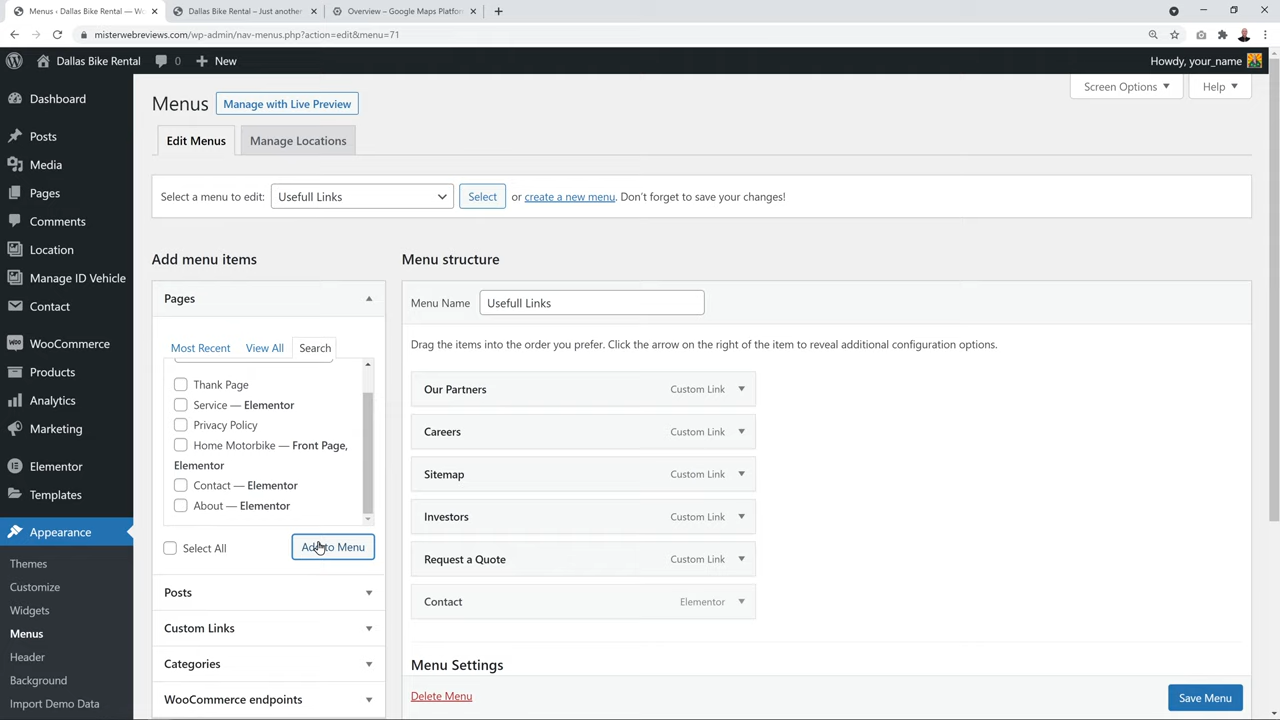 Menus ‹ Dallas Bike Rental — Wo
Dallas Bike Rental – Just another
Overview – Google Maps Platfor
misterwebreviews.com/wp-admin/nav-menus.php?action=edit&menu=71
Dallas Bike Rental
0
New
Howdy, your_name
Dashboard
Posts
Media
Pages
Comments
Location
Manage ID Vehicle
Contact
WooCommerce
Products
Analytics
Marketing
Elementor
Templates
Appearance
Themes
Customize
Widgets
Menus
Header
Background
Import Demo Data
Menus
Manage with Live Preview
Screen Options
Help
Edit Menus
Manage Locations
Select a menu to edit:
Usefull Links
Select
or create a new menu. Don’t forget to save your changes!
Add menu items
Pages
Most Recent
View All
Search
Thank Page
Service — Elementor
Privacy Policy
Home Motorbike — Front Page,
Elementor
Contact — Elementor
About — Elementor
Select All
Add to Menu
Posts
Custom Links
Categories
WooCommerce endpoints
Menu structure
Menu Name
Usefull Links
Drag the items into the order you prefer. Click the arrow on the right of the item to reveal additional configuration options.
Our Partners
Custom Link
Careers
Custom Link
Sitemap
Custom Link
Investors
Custom Link
Request a Quote
Custom Link
Contact
Elementor
Menu Settings
Delete Menu
Save Menu